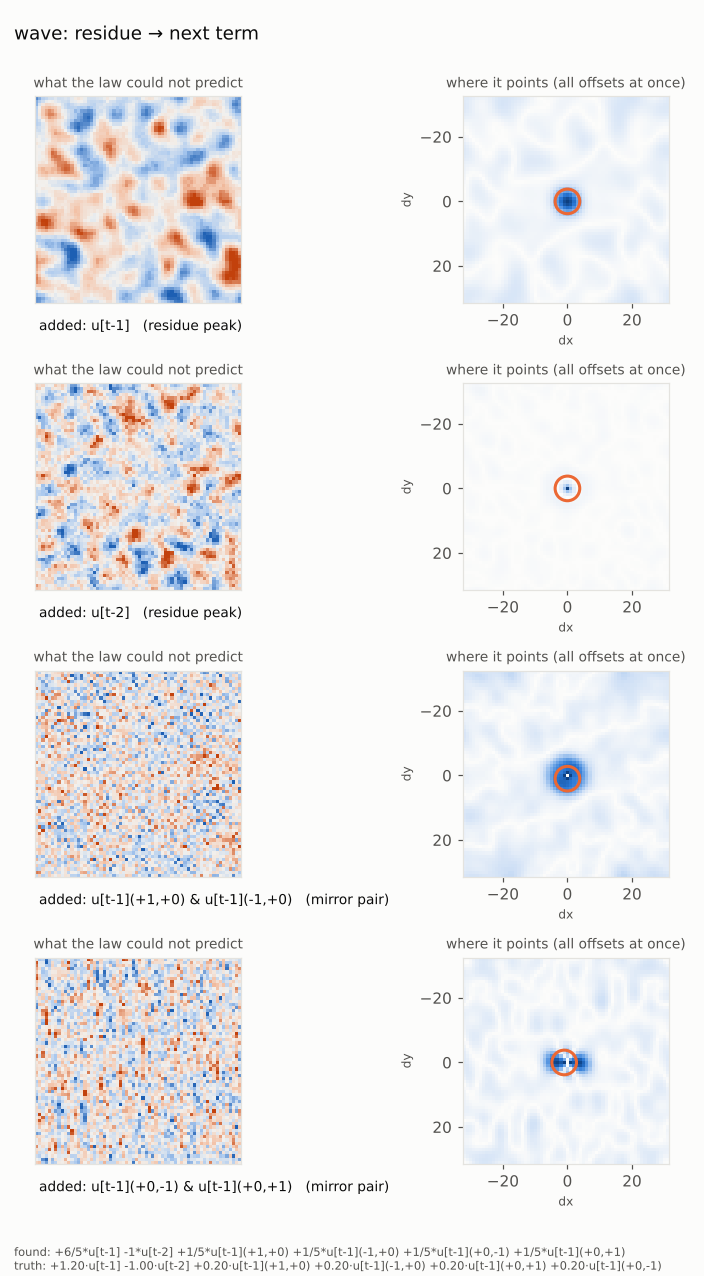 wave: residue → next term
what the law could not predict
where it points (all offsets at once)
−20
0
20
dy
−20 0 20
dx
added: u[t-1] (residue peak)
what the law could not predict
where it points (all offsets at once)
−20
0
20
dy
−20 0 20
dx
added: u[t-2] (residue peak)
what the law could not predict
where it points (all offsets at once)
−20
0
20
dy
−20 0 20
dx
added: u[t-1](+1,+0) & u[t-1](-1,+0) (mirror pair)
what the law could not predict
where it points (all offsets at once)
−20
0
20
dy
−20 0 20
dx
added: u[t-1](+0,-1) & u[t-1](+0,+1) (mirror pair)
found: +6/5*u[t-1] -1*u[t-2] +1/5*u[t-1](+1,+0) +1/5*u[t-1](-1,+0) +1/5*u[t-1](+0,-1) +1/5*u[t-1](+0,+1)
truth: +1.20·u[t-1] -1.00·u[t-2] +0.20·u[t-1](+1,+0) +0.20·u[t-1](-1,+0) +0.20·u[t-1](+0,+1) +0.20·u[t-1](+0,-1)